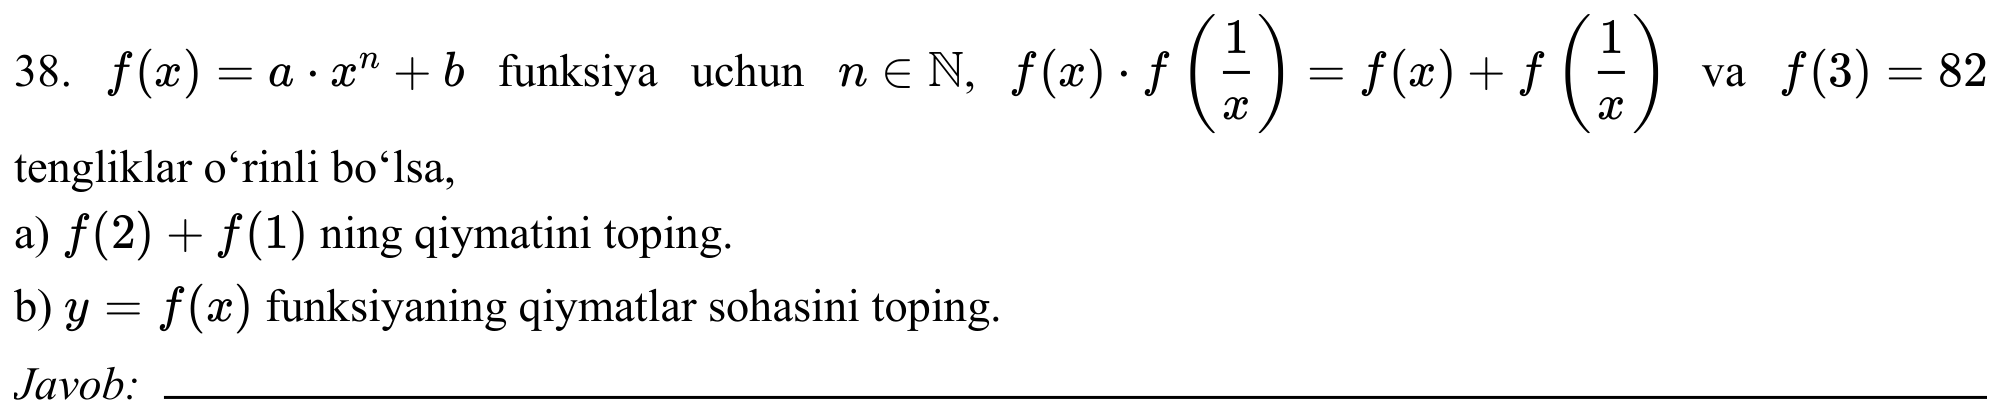 38. f(x) = a · xⁿ + b funksiya uchun n ∈ ℕ, f(x) · f(1/x) = f(x) + f(1/x) va f(3) = 82
tengliklar o‘rinli bo‘lsa,
a) f(2) + f(1) ning qiymatini toping.
b) y = f(x) funksiyaning qiymatlar sohasini toping.
Javob: